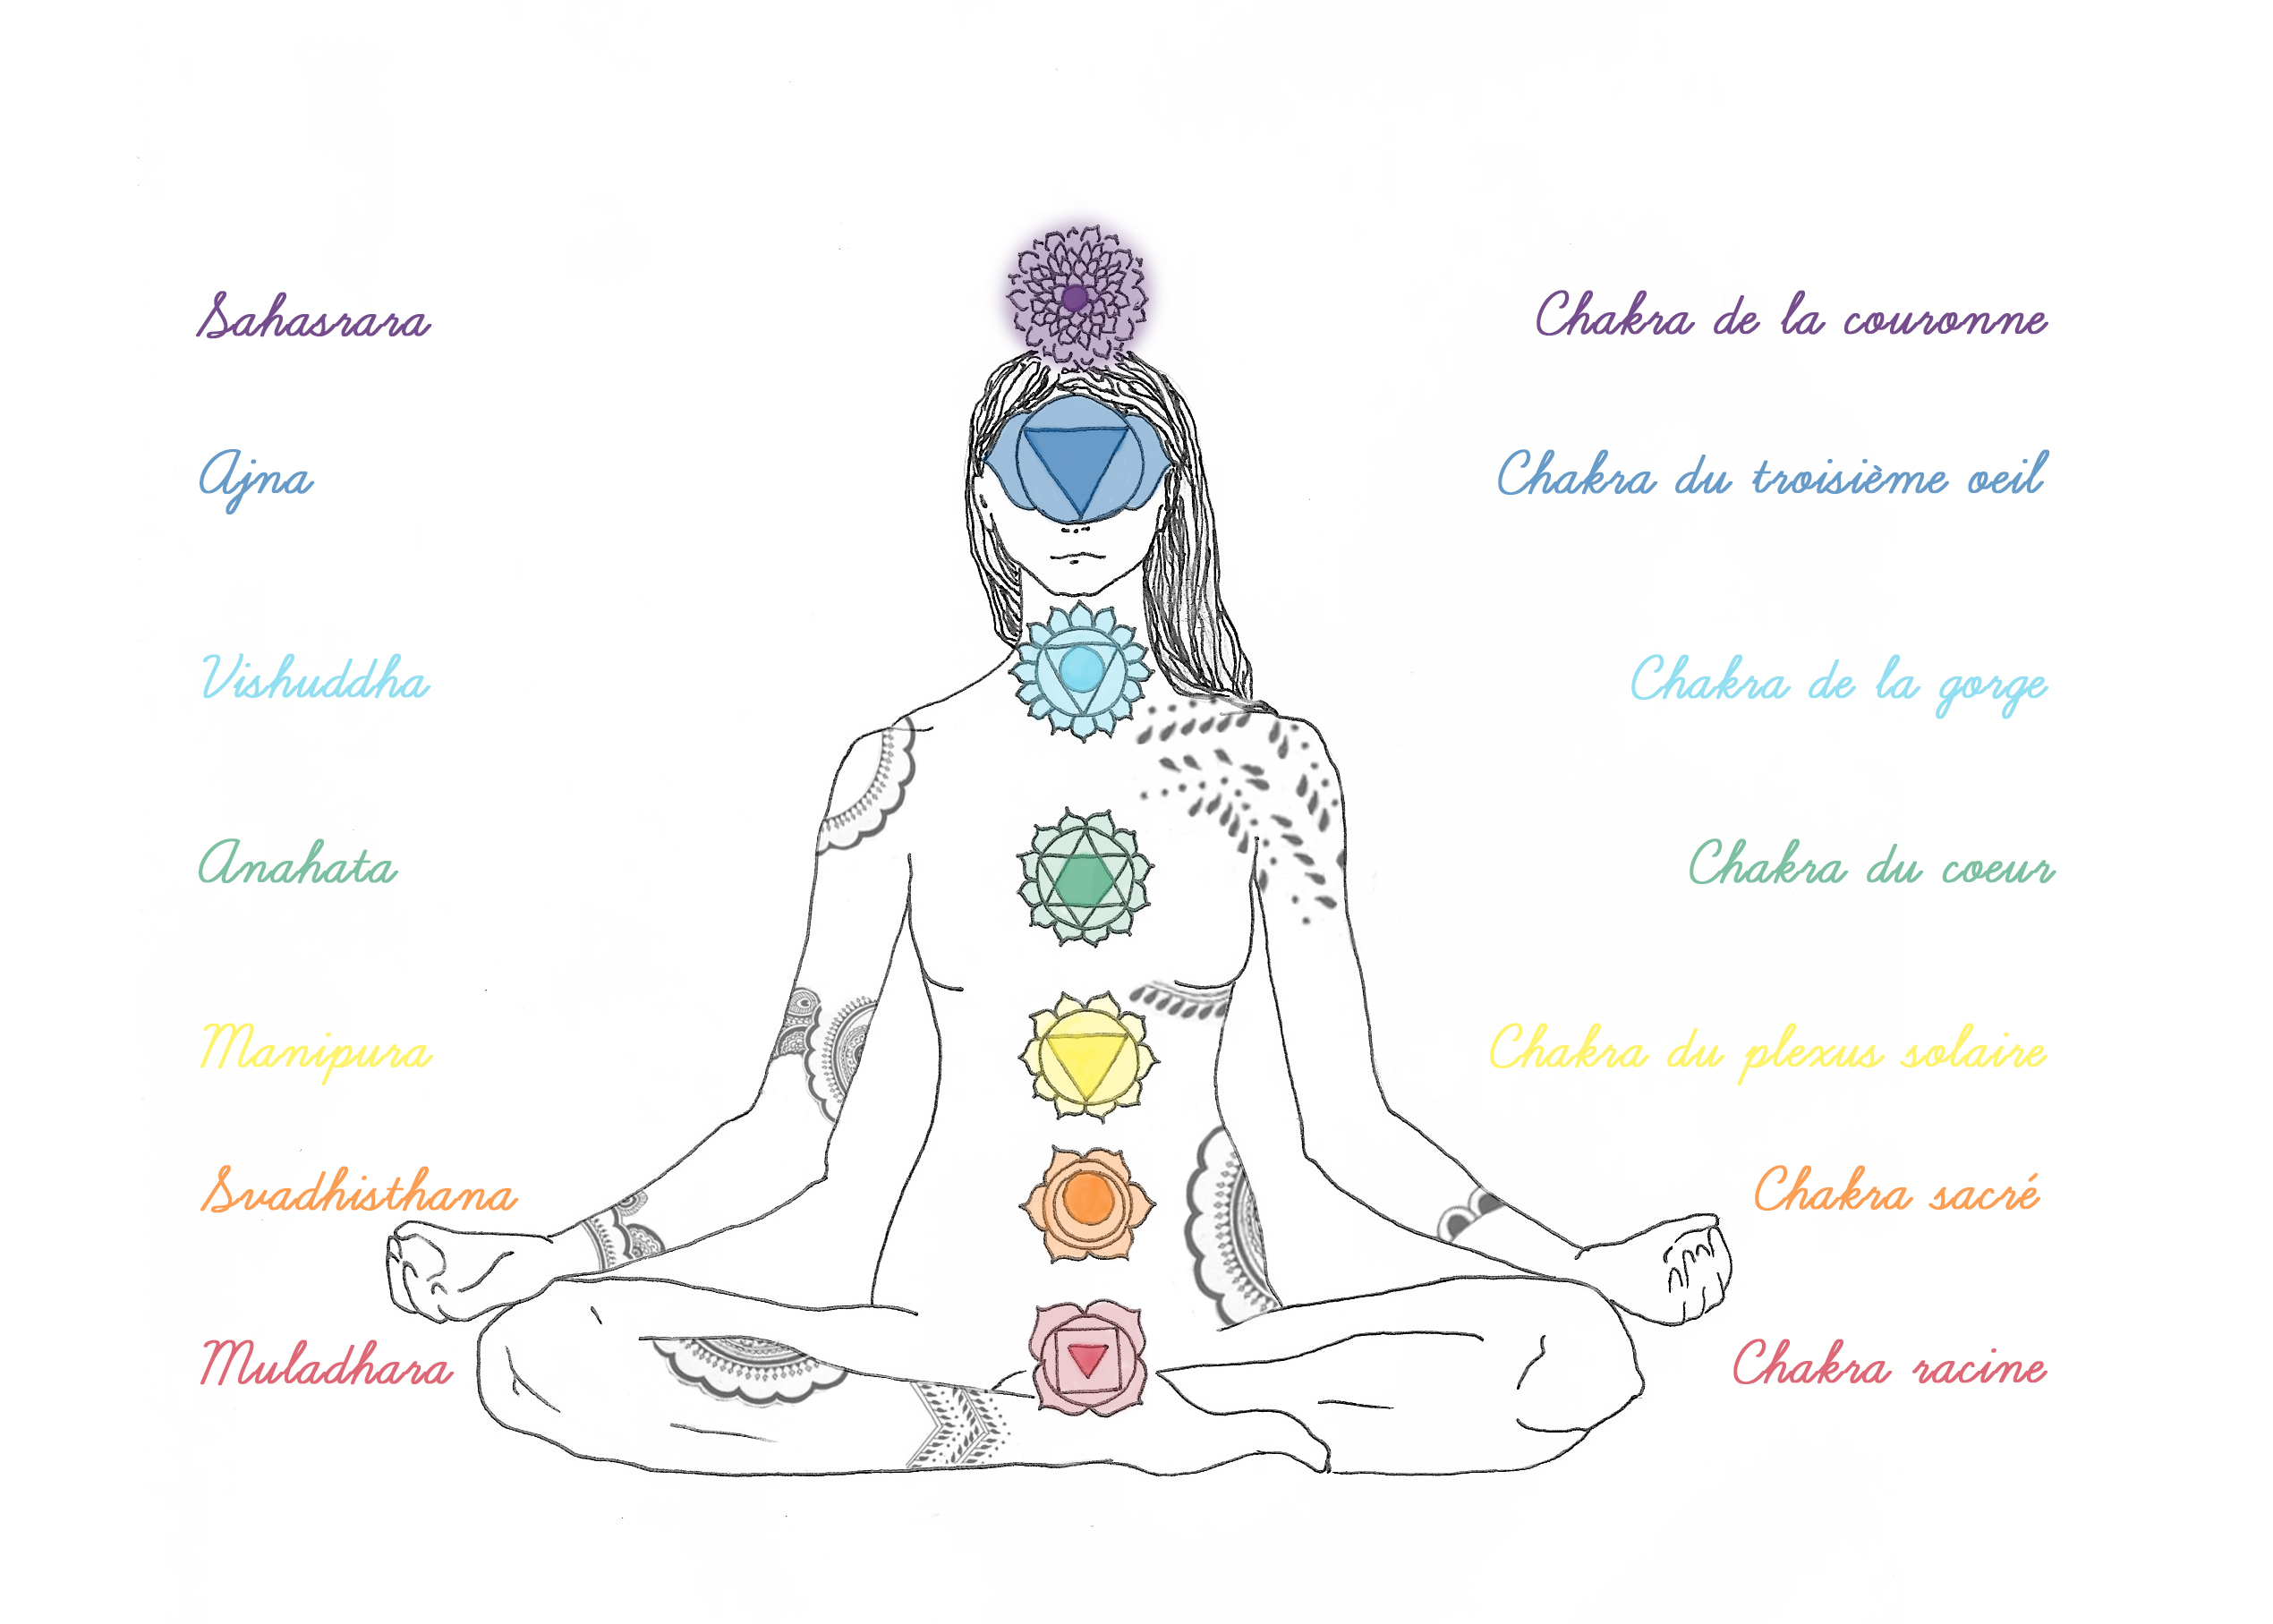 Sahasrara Chakra de la couronne
Ajna Chakra du troisième oeil
Vishuddha Chakra de la gorge
Anahata Chakra du coeur
Manipura Chakra du plexus solaire
Svadhisthana Chakra sacré
Muladhara Chakra racine